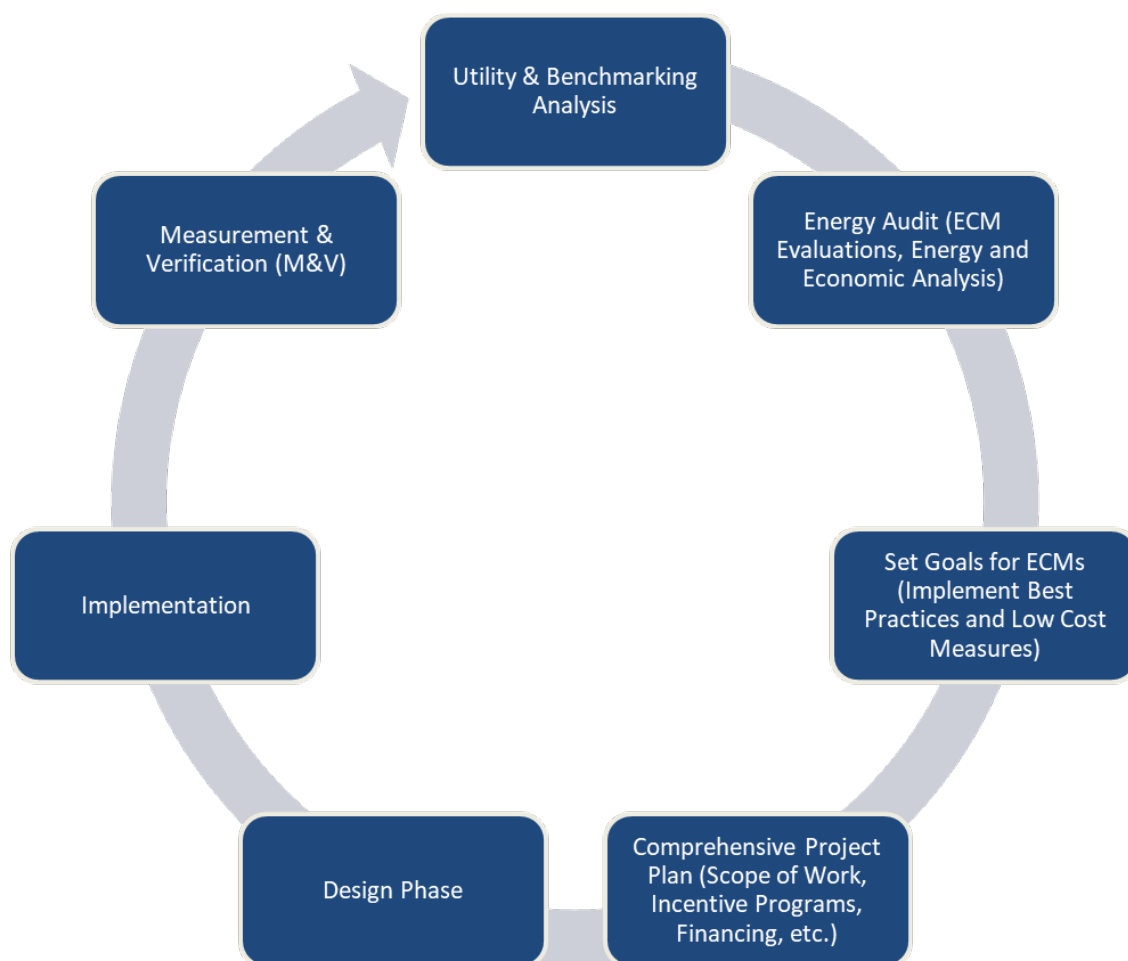 Utility & Benchmarking
Analysis
Energy Audit (ECM
Evaluations, Energy and
Economic Analysis)
Set Goals for ECMs
(Implement Best
Practices and Low Cost
Measures)
Comprehensive Project
Plan (Scope of Work,
Incentive Programs,
Financing, etc.)
Design Phase
Implementation
Measurement &
Verification (M&V)